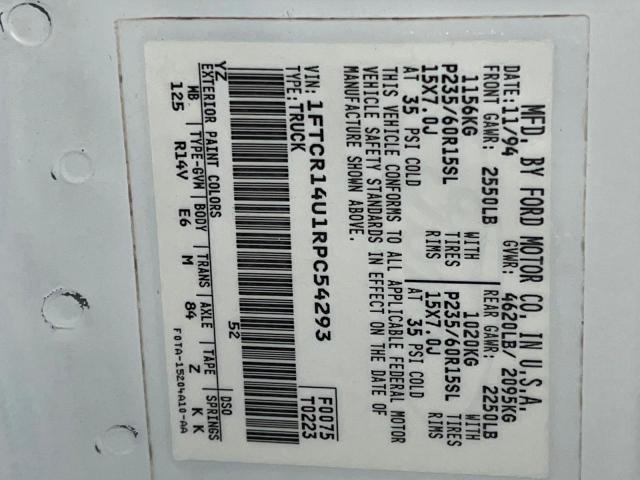 MFD. BY FORD MOTOR CO. IN U.S.A.
DATE: 11/94 GVWR: 4620LB/ 2095KG
FRONT GAWR: 2550LB REAR GAWR: 2250LB
1156KG WITH 1020KG WITH
P235/60R15SL TIRES P235/60R15SL TIRES
15X7.0J RIMS 15X7.0J RIMS
AT 35 PSI COLD AT 35 PSI COLD
THIS VEHICLE CONFORMS TO ALL APPLICABLE FEDERAL MOTOR
VEHICLE SAFETY STANDARDS IN EFFECT ON THE DATE OF
MANUFACTURE SHOWN ABOVE.
VIN: 1FTCR14U1RPC54293 F0075
TYPE: TRUCK T0223
EXTERIOR PAINT COLORS 52 DSO
YZ
WB TYPE-GVW BODY TRANS AXLE TAPE SPRINGS
125 R14V E6 M 84 Z K K
F0TA-15204A10-AA